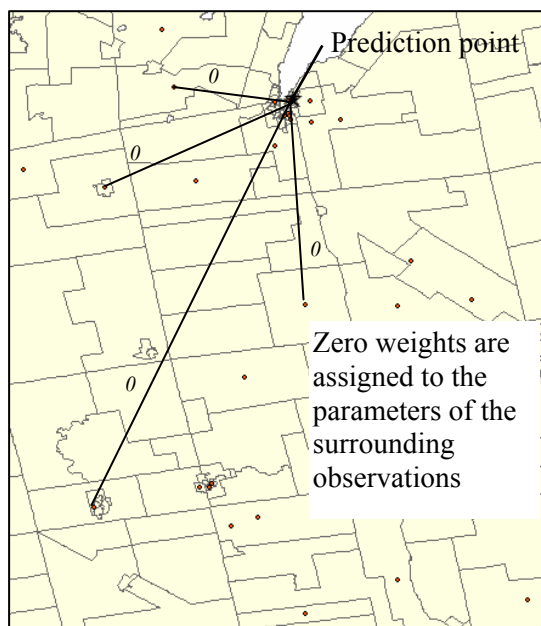 Prediction point
0
0
0
0
Zero weights are
assigned to the
parameters of the
surrounding
observations